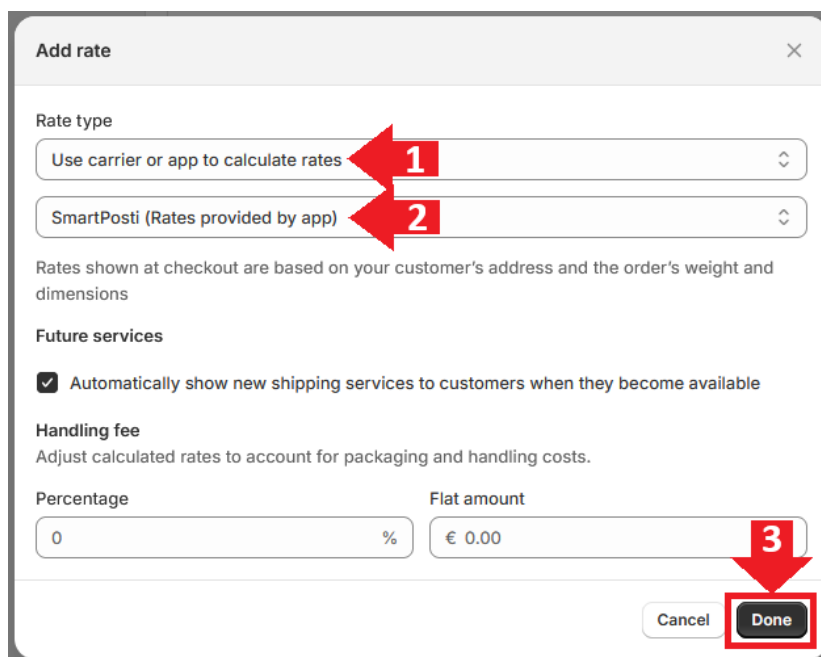 Add rate
Rate type
Use carrier or app to calculate rates
1
SmartPosti (Rates provided by app)
2
Rates shown at checkout are based on your customer's address and the order's weight and
dimensions
Future services
Automatically show new shipping services to customers when they become available
Handling fee
Adjust calculated rates to account for packaging and handling costs.
Percentage
Flat amount
0 %
€ 0.00
3
Cancel
Done